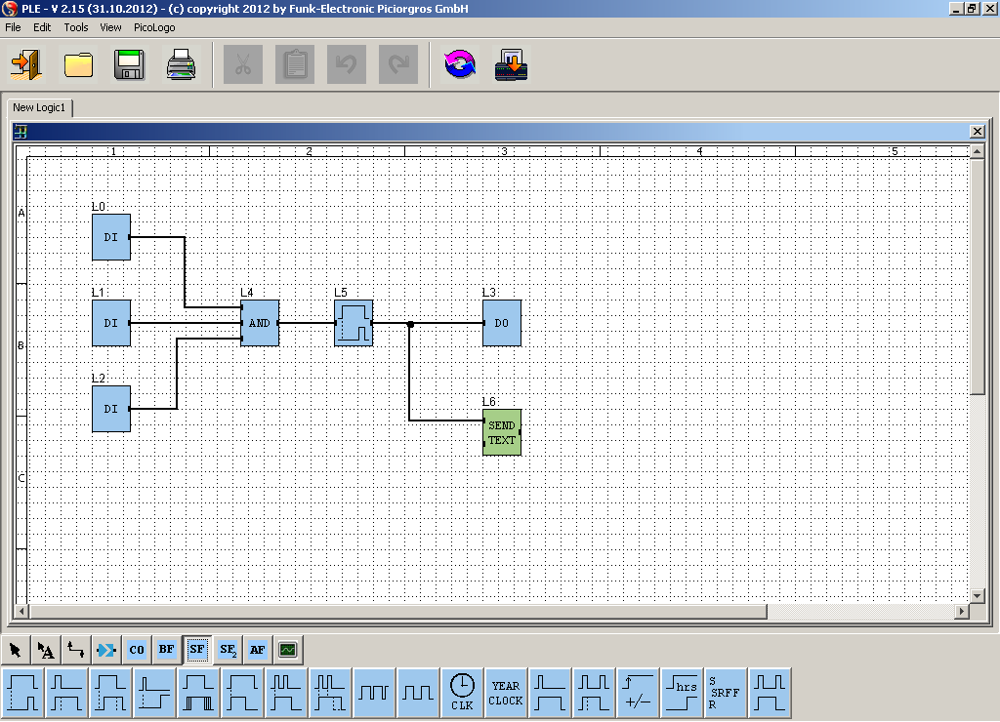 PLE - V 2.15 (31.10.2012) - (c) copyright 2012 by Funk-Electronic Piciorgros GmbH
File Edit Tools View PicoLogo
New Logic1
1 2 3 4 5
A
L0
DI
L1 L4 L5 L3
DI AND DO
B
L2
DI
L6
SEND
TEXT
C
A CO BF SF SF2 AF
CLK
YEAR
CLOCK
+/-
hrs
S
SRFF
R